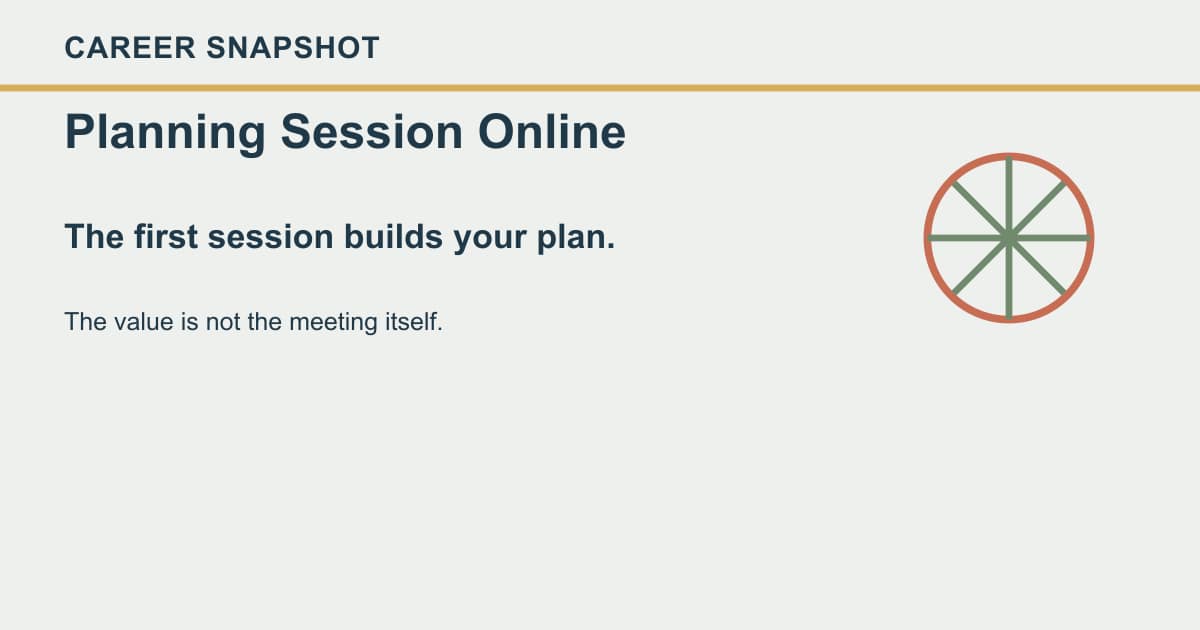 CAREER SNAPSHOT
Planning Session Online
The first session builds your plan.
The value is not the meeting itself.